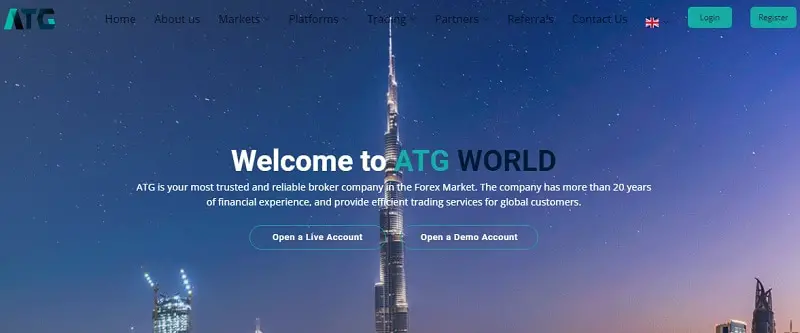 ATG
Home About us Markets Platforms Trading Partners Referrals Contact Us Login Register
Welcome to ATG WORLD
ATG is your most trusted and reliable broker company in the Forex Market. The company has more than 20 years
of financial experience, and provide efficient trading services for global customers.
Open a Live Account Open a Demo Account